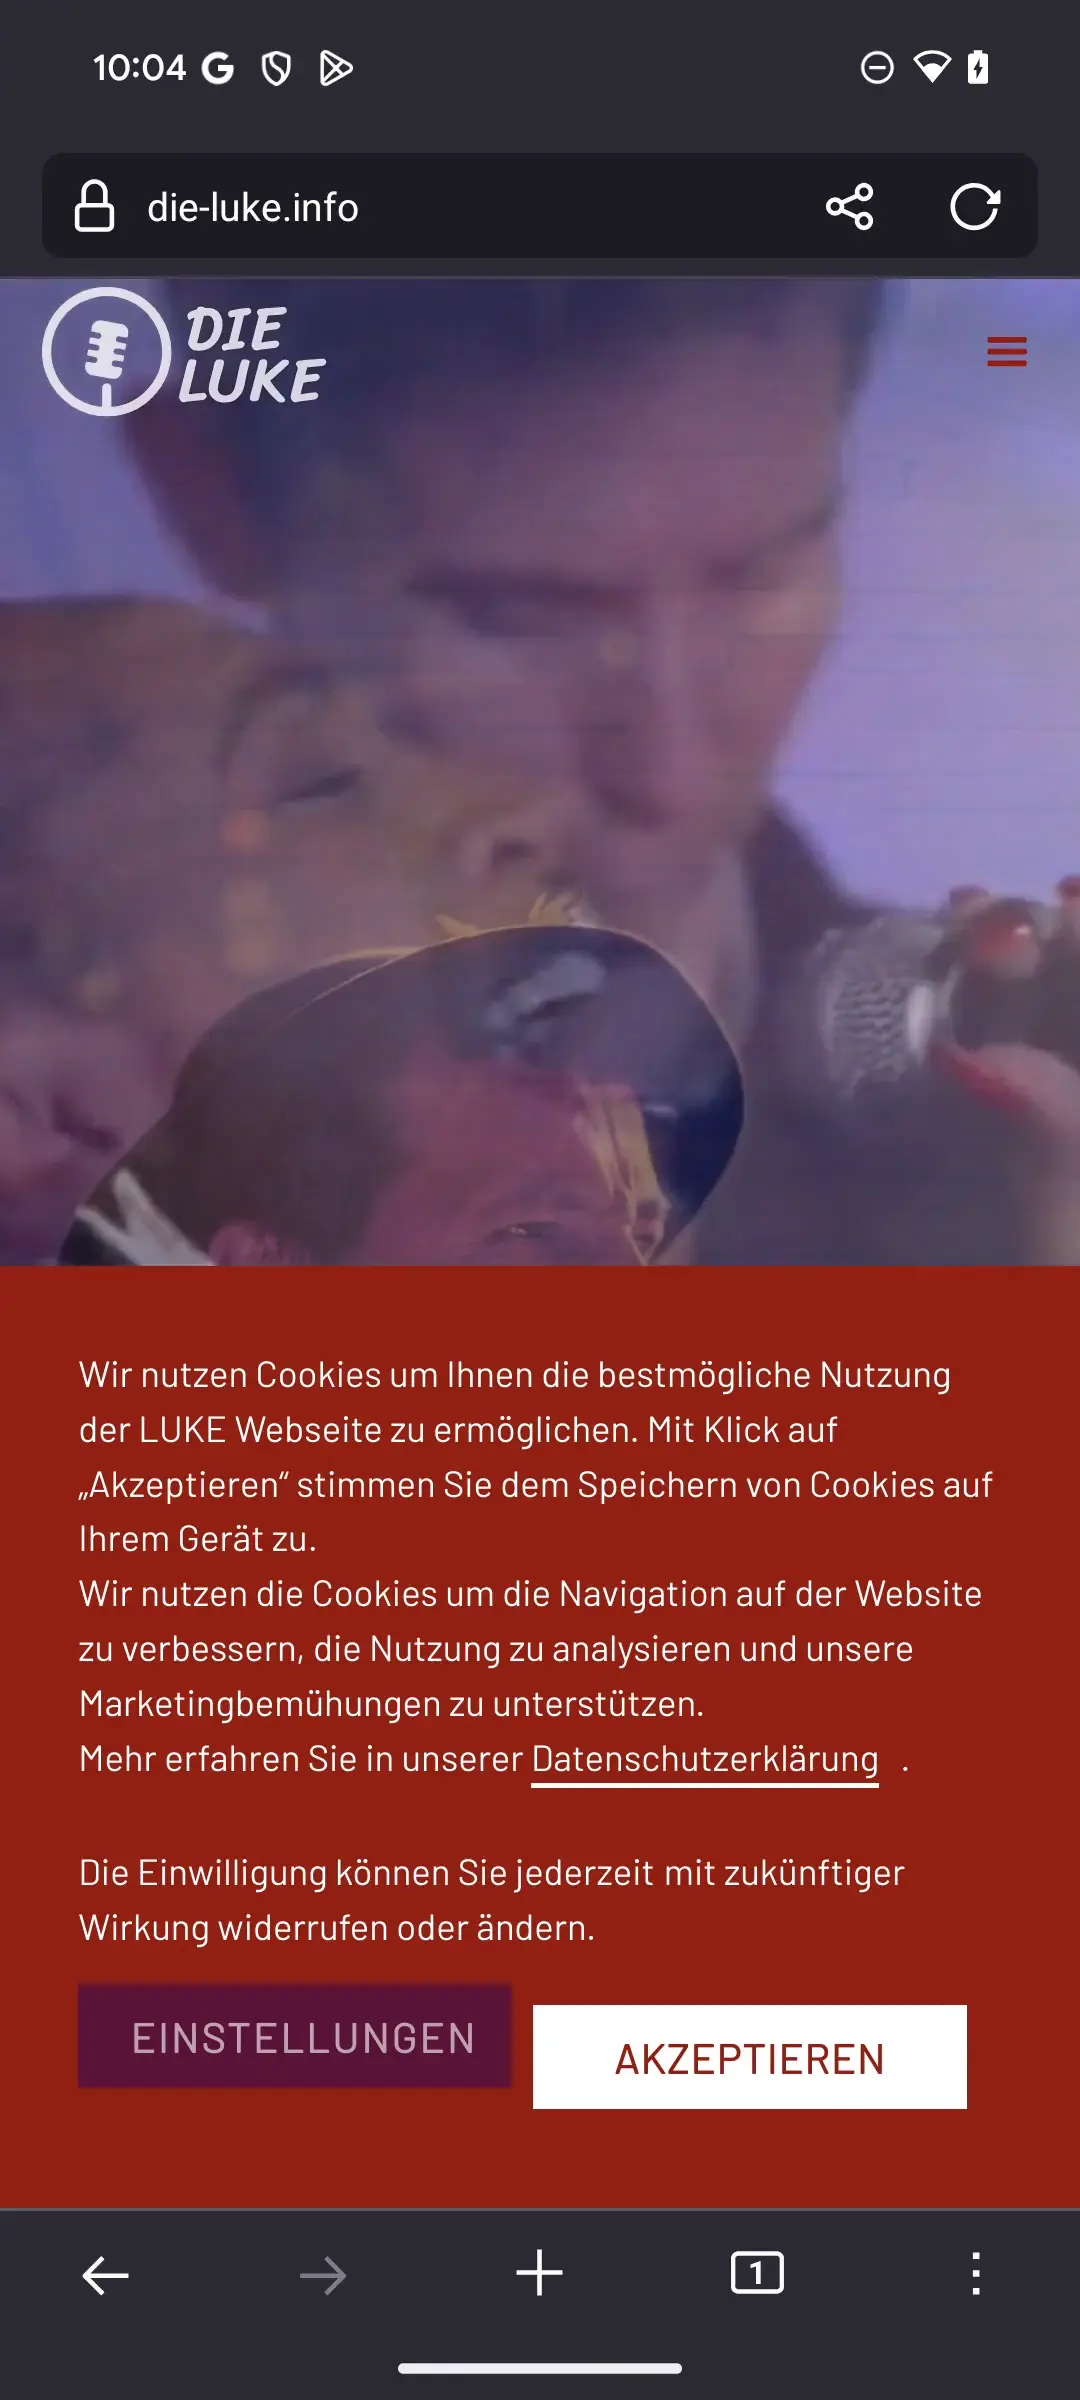 10:04
die-luke.info
DIE
LUKE
Wir nutzen Cookies um Ihnen die bestmögliche Nutzung
der LUKE Webseite zu ermöglichen. Mit Klick auf
„Akzeptieren“ stimmen Sie dem Speichern von Cookies auf
Ihrem Gerät zu.
Wir nutzen die Cookies um die Navigation auf der Website
zu verbessern, die Nutzung zu analysieren und unsere
Marketingbemühungen zu unterstützen.
Mehr erfahren Sie in unserer Datenschutzerklärung .
Die Einwilligung können Sie jederzeit mit zukünftiger
Wirkung widerrufen oder ändern.
EINSTELLUNGEN
AKZEPTIEREN
1